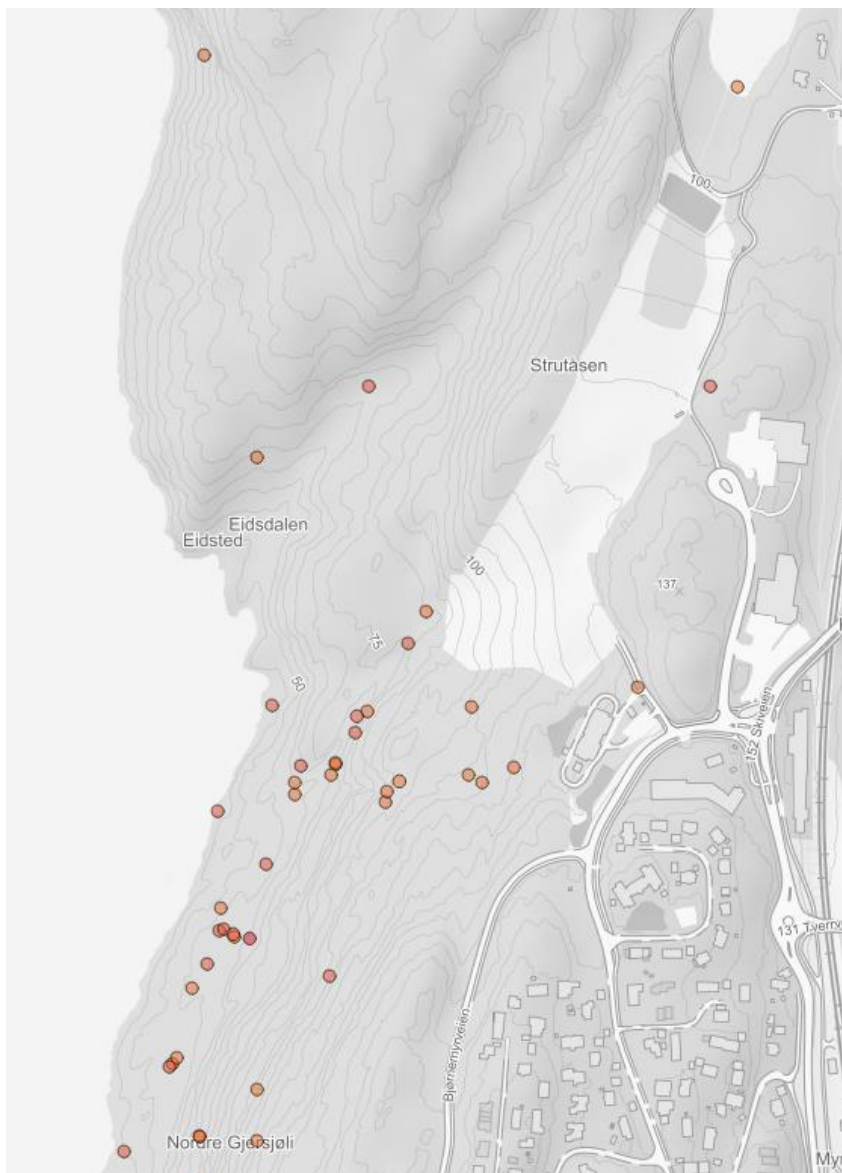 100
Strutåsen
Eidsdalen
Eidsted
100
137
75
50
152 Skiveien
131 Tverrv
Bjørnemyrveien
Nordre Gjersjøli
My